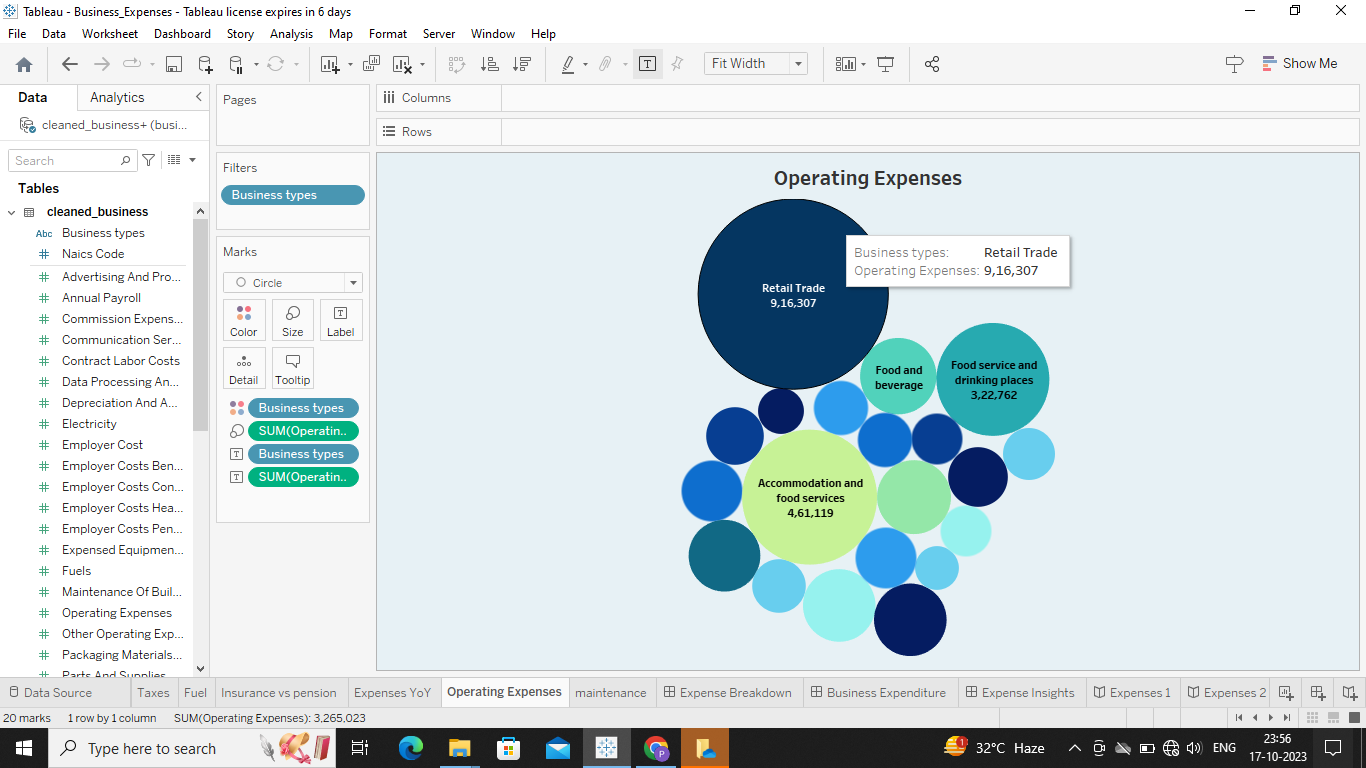 Tableau - Business_Expenses - Tableau license expires in 6 days
File Data Worksheet Dashboard Story Analysis Map Format Server Window Help
Fit Width
Show Me
Data Analytics
cleaned_business+ (busi...
Search
Tables
cleaned_business
Abc Business types
# Naics Code
# Advertising And Pro...
# Annual Payroll
# Commission Expens...
# Communication Ser...
# Contract Labor Costs
# Data Processing An...
# Depreciation And A...
# Electricity
# Employer Cost
# Employer Costs Ben...
# Employer Costs Con...
# Employer Costs Hea...
# Employer Costs Pen...
# Expensed Equipmen...
# Fuels
# Maintenance Of Buil...
# Operating Expenses
# Other Operating Exp...
# Packaging Materials...
Parts And Supplies
Pages
Filters
Business types
Marks
Circle
Color Size Label
Detail Tooltip
Business types
SUM(Operatin..
Business types
SUM(Operatin..
Columns
Rows
Operating Expenses
Retail Trade
9,16,307
Business types: Retail Trade
Operating Expenses: 9,16,307
Food and
beverage
Food service and
drinking places
3,22,762
Accommodation and
food services
4,61,119
Data Source Taxes Fuel Insurance vs pension Expenses YoY Operating Expenses maintenance Expense Breakdown Business Expenditure Expense Insights Expenses 1 Expenses 2
20 marks 1 row by 1 column SUM(Operating Expenses): 3,265,023
Type here to search
32°C Haze
ENG
23:56
17-10-2023